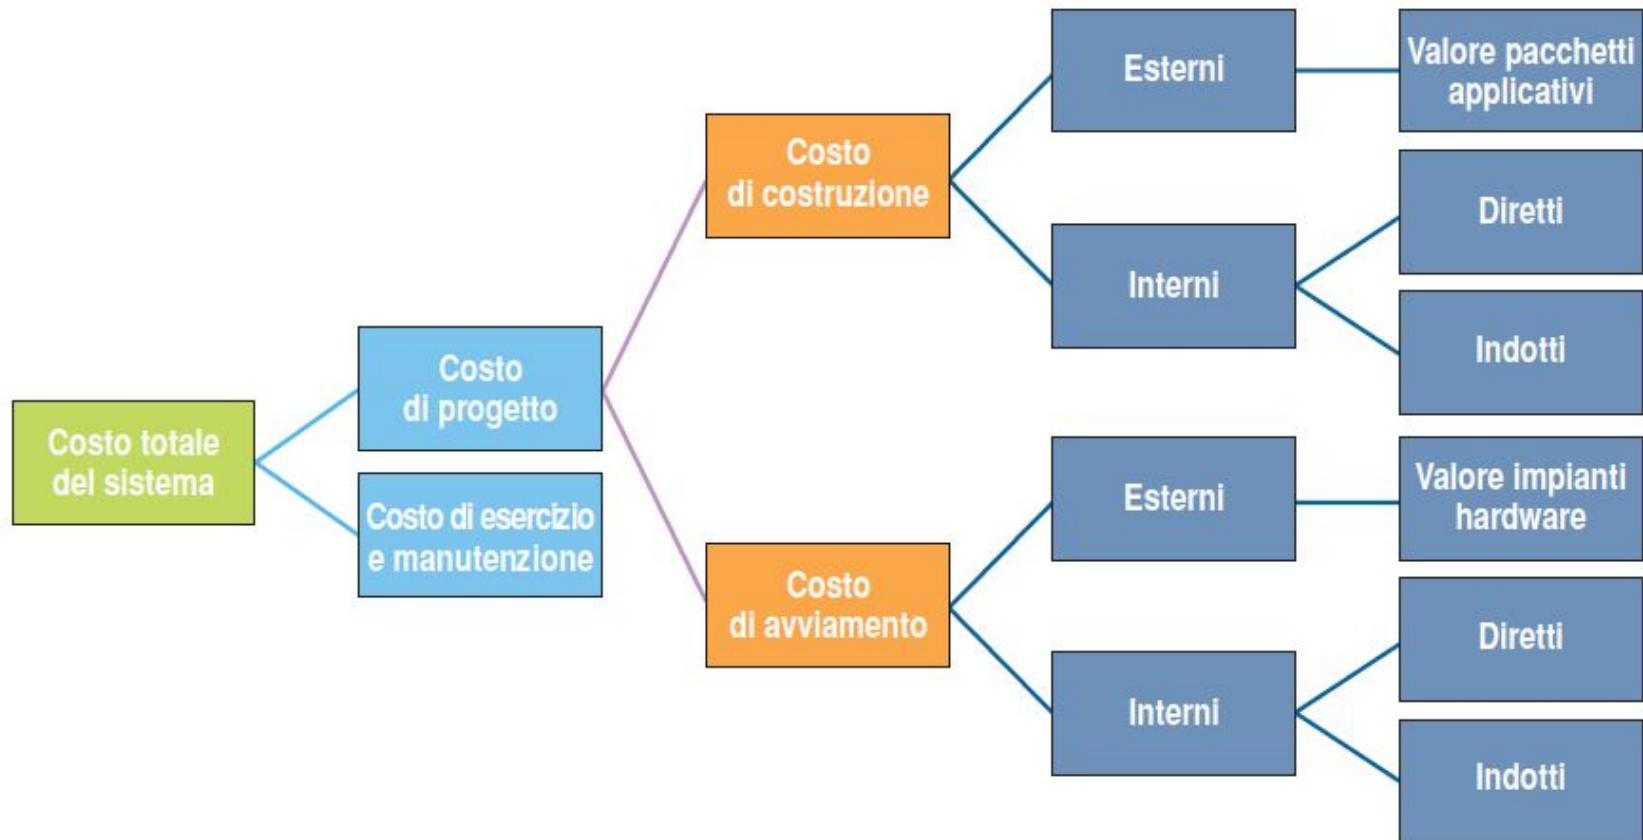 Costo totale
del sistema
Costo
di progetto
Costo di esercizio
e manutenzione
Costo
di costruzione
Costo
di avviamento
Esterni
Interni
Esterni
Interni
Valore pacchetti
applicativi
Diretti
Indotti
Valore impianti
hardware
Diretti
Indotti